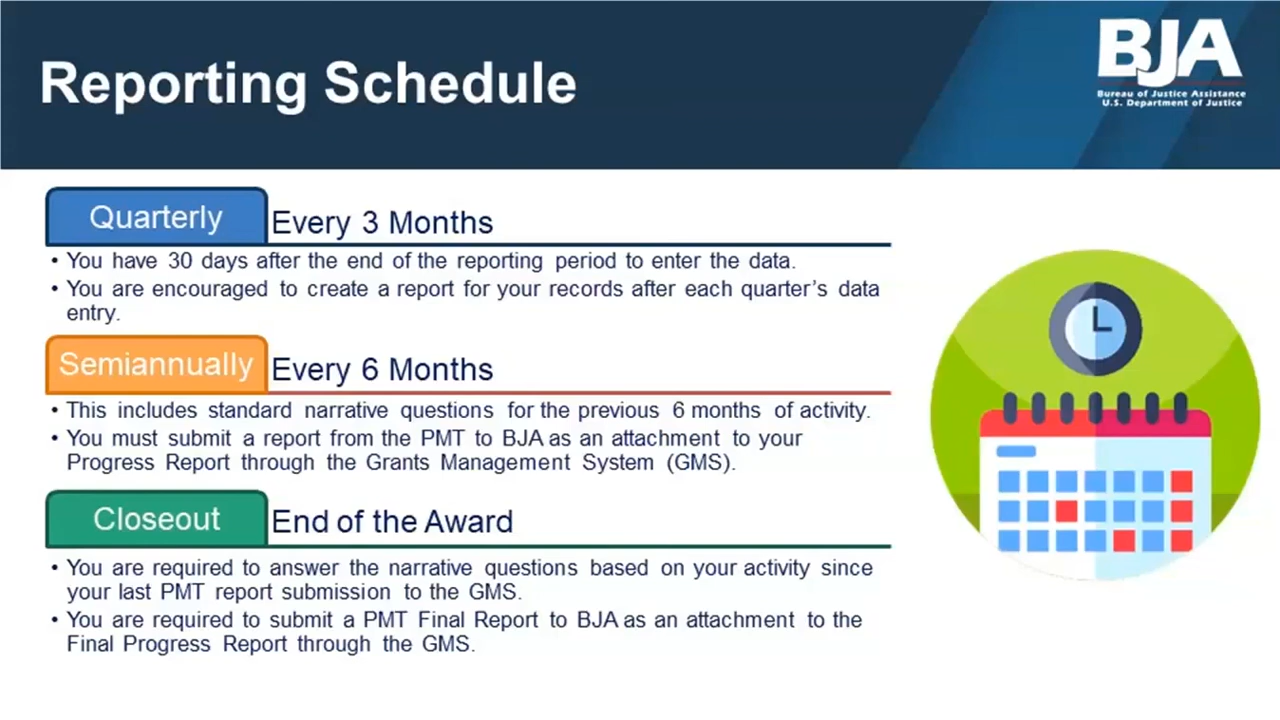 Reporting Schedule
BJA
Bureau of Justice Assistance
U.S. Department of Justice
Quarterly
Every 3 Months
• You have 30 days after the end of the reporting period to enter the data.
• You are encouraged to create a report for your records after each quarter’s data
entry.
Semiannually
Every 6 Months
• This includes standard narrative questions for the previous 6 months of activity.
• You must submit a report from the PMT to BJA as an attachment to your
Progress Report through the Grants Management System (GMS).
Closeout
End of the Award
• You are required to answer the narrative questions based on your activity since
your last PMT report submission to the GMS.
• You are required to submit a PMT Final Report to BJA as an attachment to the
Final Progress Report through the GMS.